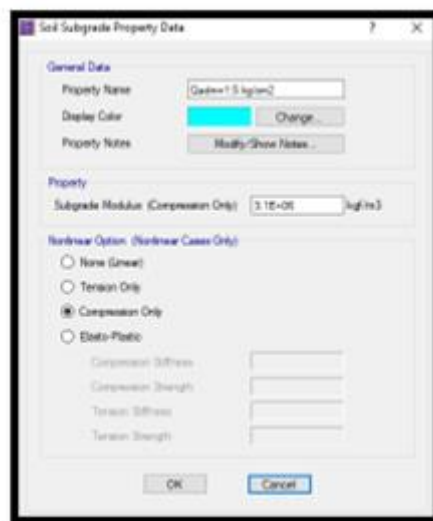 Soil Subgrade Property Data
General Data
Property Name Qadm=1.5 kg/cm2
Display Color Change...
Property Notes Modify/Show Notes...
Property
Subgrade Modulus (Compression Only) 3.1E+06 kgf/m3
Nonlinear Option (Nonlinear Cases Only)
None (Linear)
Tension Only
Compression Only
Elasto-Plastic
Compression Stiffness
Compression Strength
Tension Stiffness
Tension Strength
OK Cancel